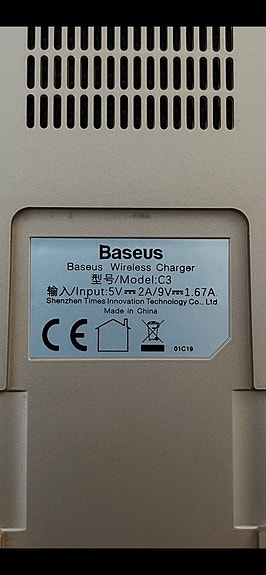 Baseus
Baseus Wireless Charger
型号/Model:C3
输入/Input:5V⎓2A/9V⎓1.67A
Shenzhen Times Innovation Technology Co., Ltd
Made in China
CE
01C19